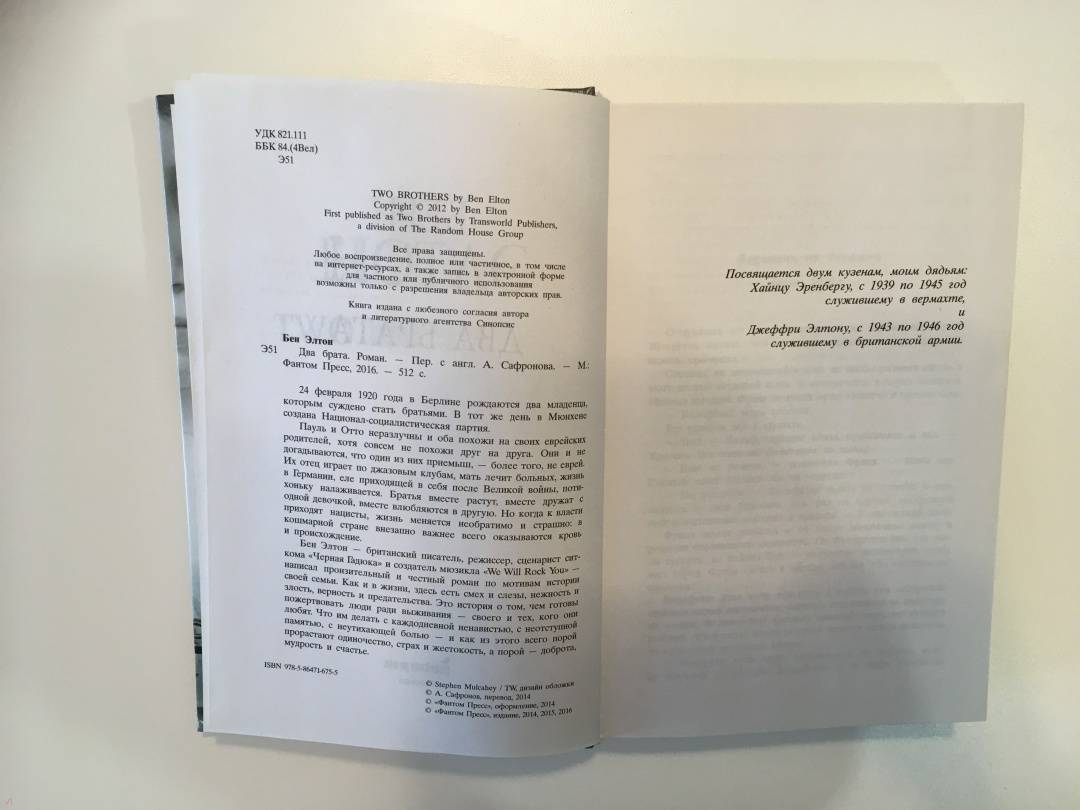 УДК 821.111
ББК 84.(4Вел)
Э51
TWO BROTHERS by Ben Elton
Copyright © 2012 by Ben Elton
First published as Two Brothers by Transworld Publishers,
a division of The Random House Group
Все права защищены.
Любое воспроизведение, полное или частичное, в том числе
на интернет-ресурсах, а также запись в электронной форме
для частного или публичного использования
возможны только с разрешения владельца авторских прав.
Книга издана с любезного согласия автора
и литературного агентства Синопсис
Бен Элтон
Э51 Два брата. Роман. — Пер. с англ. А. Сафронова. — М.:
Фантом Пресс, 2016. — 512 с.
24 февраля 1920 года в Берлине рождаются два младенца,
которым суждено стать братьями. В тот же день в Мюнхене
создана Национал-социалистическая партия.
Пауль и Отто неразлучны и оба похожи на своих еврейских
родителей, хотя совсем не похожи друг на друга. Они и не
догадываются, что один из них приемыш, — более того, не еврей.
Их отец играет по джазовым клубам, мать лечит больных, жизнь
в Германии, еле приходящей в себя после Великой войны, поти-
хоньку налаживается. Братья вместе растут, вместе дружат с
одной девочкой, вместе влюбляются в другую. Но когда к власти
приходят нацисты, жизнь меняется необратимо и страшно: в
кошмарной стране внезапно важнее всего оказываются кровь
и происхождение.
Бен Элтон — британский писатель, режиссер, сценарист сит-
кома «Черная Гадюка» и создатель мюзикла «We Will Rock You» —
написал пронзительный и честный роман по мотивам истории
своей семьи. Как и в жизни, здесь есть смех и слезы, нежность и
злость, верность и предательства. Это история о том, чем готовы
пожертвовать люди ради выживания — своего и тех, кого они
любят. Что им делать с каждодневной ненавистью, с неотступной
памятью, с неутихающей болью — и как из этого всего порой
прорастают одиночество, страх и жестокость, а порой — доброта,
мудрость и счастье.
ISBN 978-5-86471-675-5
© Stephen Mulcahey / TW, дизайн обложки
© А. Сафронов, перевод, 2014
© «Фантом Пресс», оформление, 2014
© «Фантом Пресс», издание, 2014, 2015, 2016
Посвящается двум кузенам, моим дядьям:
Хайнцу Эренбергу, с 1939 по 1945 год
служившему в вермахте,
и
Джеффри Элтону, с 1943 по 1946 год
служившему в британской армии.